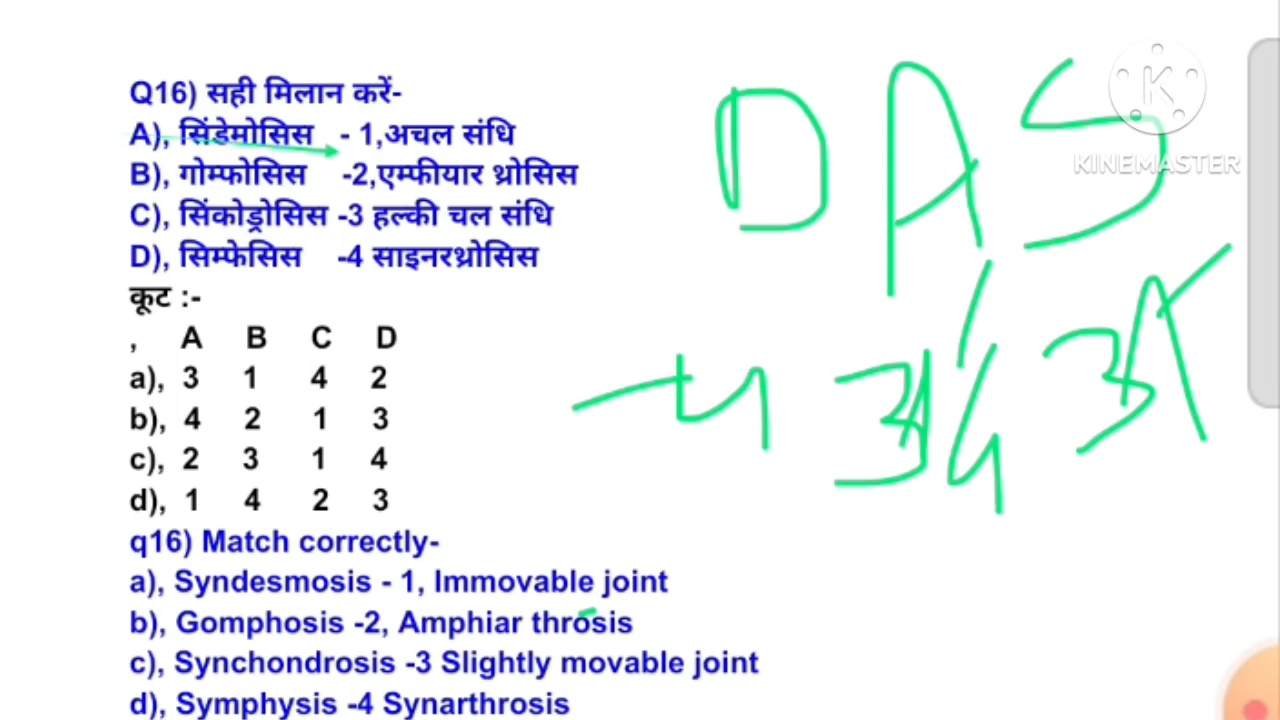 Q16) सही मिलान करें-
A), सिंडेमोसिस - 1,अचल संधि
B), गोम्फोसिस -2,एम्फीयार थ्रोसिस
C), सिंकोड्रोसिस -3 हल्की चल संधि
D), सिम्फेसिस -4 साइनरथ्रोसिस
कूट :-
, A B C D
a), 3 1 4 2
b), 4 2 1 3
c), 2 3 1 4
d), 1 4 2 3
q16) Match correctly-
a), Syndesmosis - 1, Immovable joint
b), Gomphosis -2, Amphiar throsis
c), Synchondrosis -3 Slightly movable joint
d), Symphysis -4 Synarthrosis
DAS
K
KINEMASTER